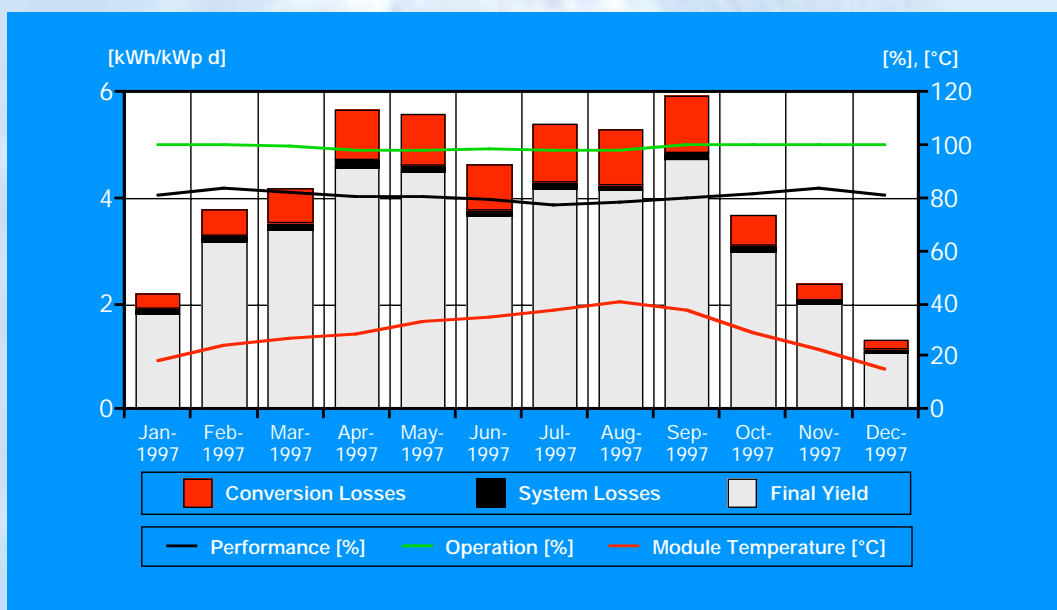 [kWh/kWp d] [%], [°C]
6 120
100
4 80
60
2 40
20
0 0
Jan- Feb- Mar- Apr- May- Jun- Jul- Aug- Sep- Oct- Nov- Dec-
1997 1997 1997 1997 1997 1997 1997 1997 1997 1997 1997 1997
Conversion Losses System Losses Final Yield
Performance [%] Operation [%] Module Temperature [°C]